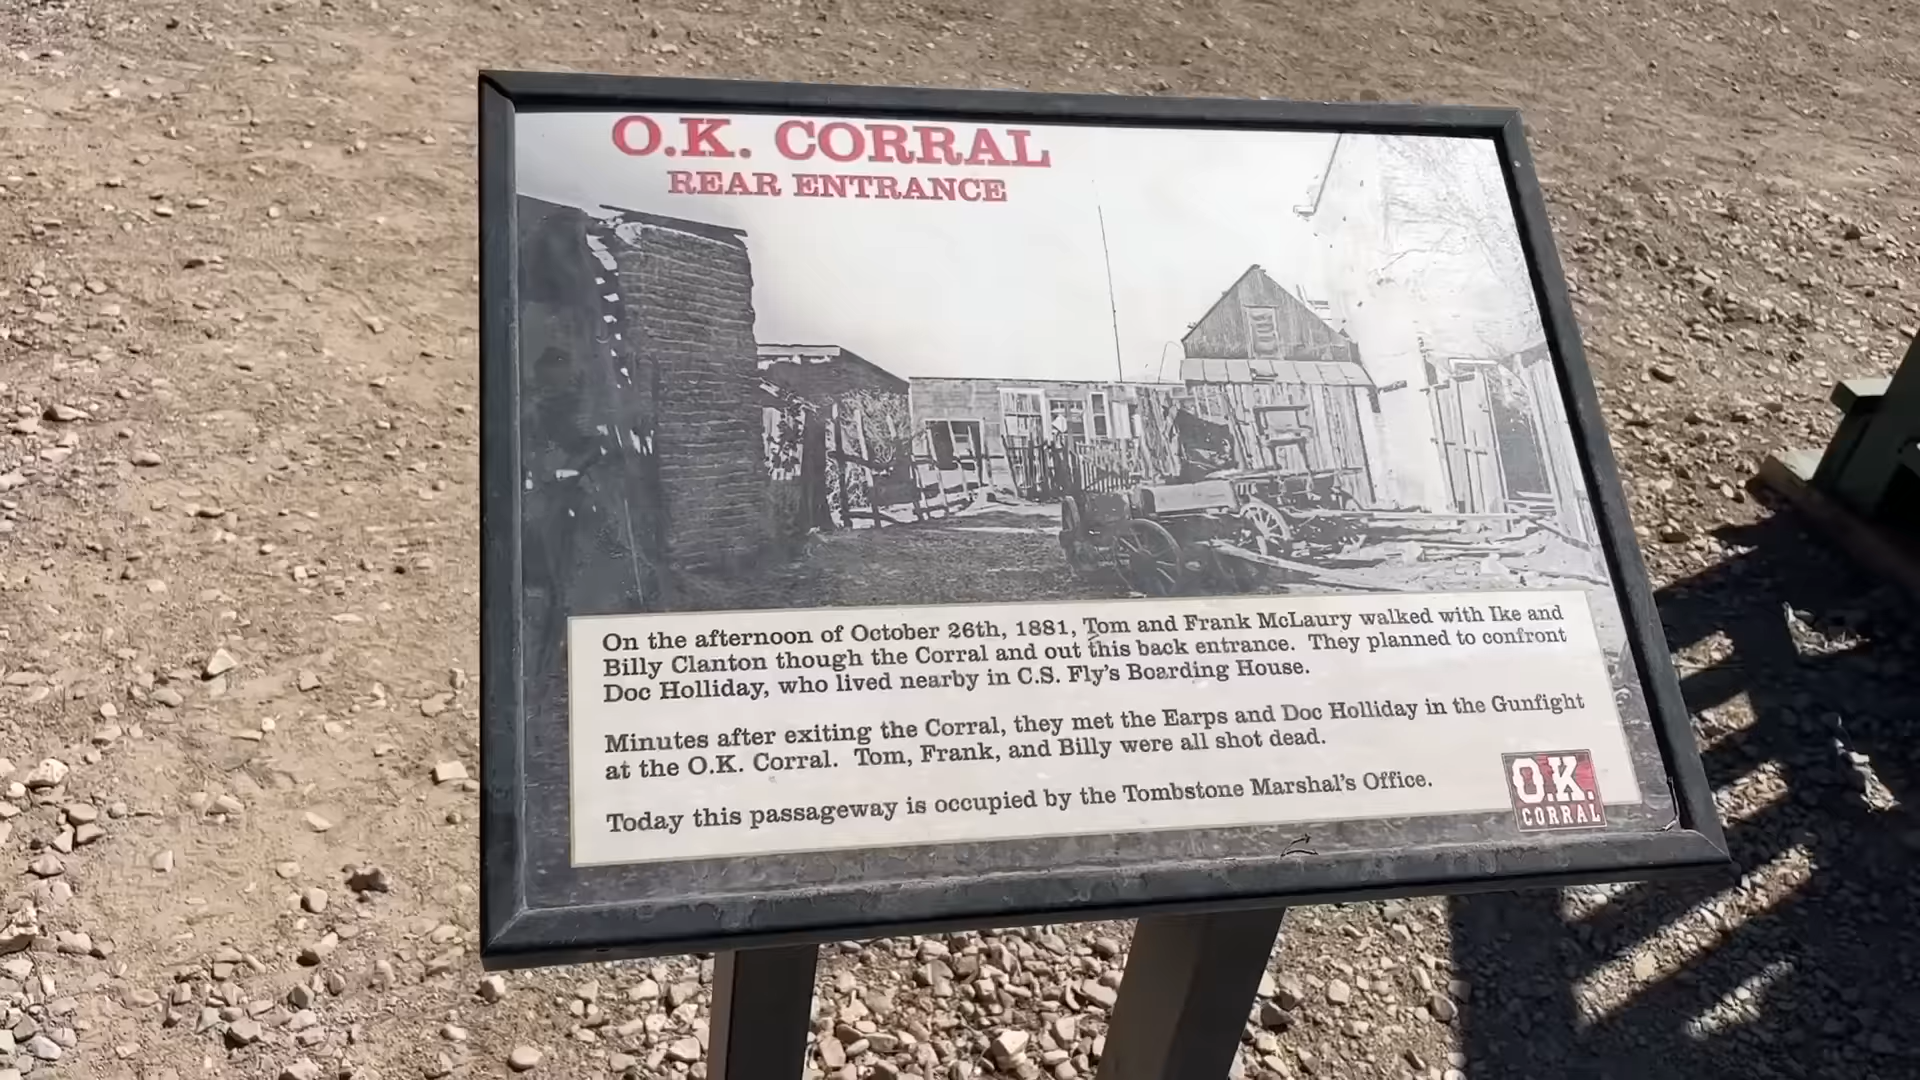 O.K. CORRAL
REAR ENTRANCE
On the afternoon of October 26th, 1881, Tom and Frank McLaury walked with Ike and
Billy Clanton though the Corral and out this back entrance. They planned to confront
Doc Holliday, who lived nearby in C.S. Fly's Boarding House.
Minutes after exiting the Corral, they met the Earps and Doc Holliday in the Gunfight
at the O.K. Corral. Tom, Frank, and Billy were all shot dead.
Today this passageway is occupied by the Tombstone Marshal's Office.
O.K.
CORRAL